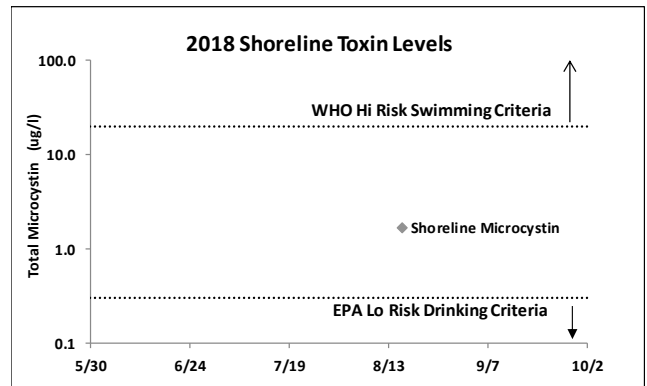 2018 Shoreline Toxin Levels
Total Microcystin (ug/l)
100.0
10.0
1.0
0.1
WHO Hi Risk Swimming Criteria
Shoreline Microcystin
EPA Lo Risk Drinking Criteria
5/30 6/24 7/19 8/13 9/7 10/2